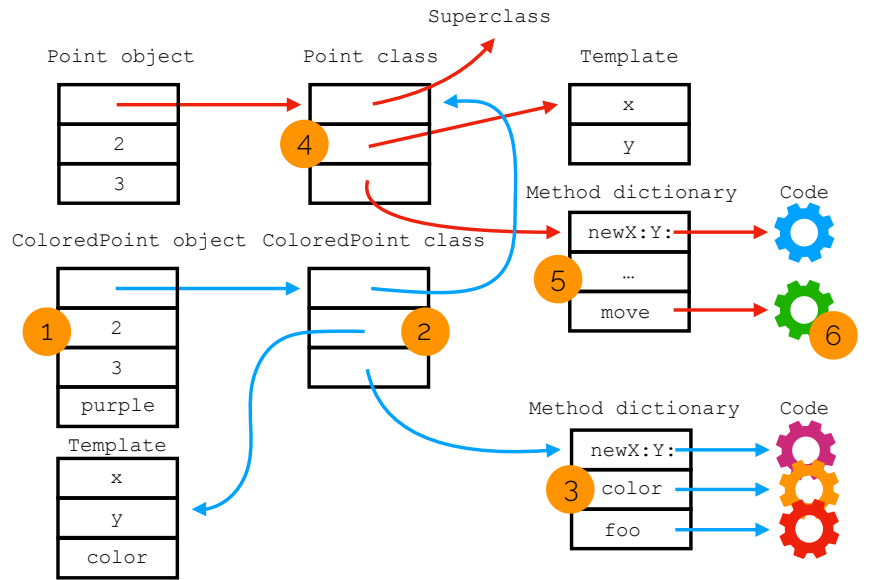 Superclass
Point object
Point class
Template
2
3
4
x
y
Method dictionary
Code
newX:Y:
…
move
5
6
ColoredPoint object
ColoredPoint class
1
2
3
purple
2
Template
x
y
color
Method dictionary
Code
newX:Y:
color
foo
3